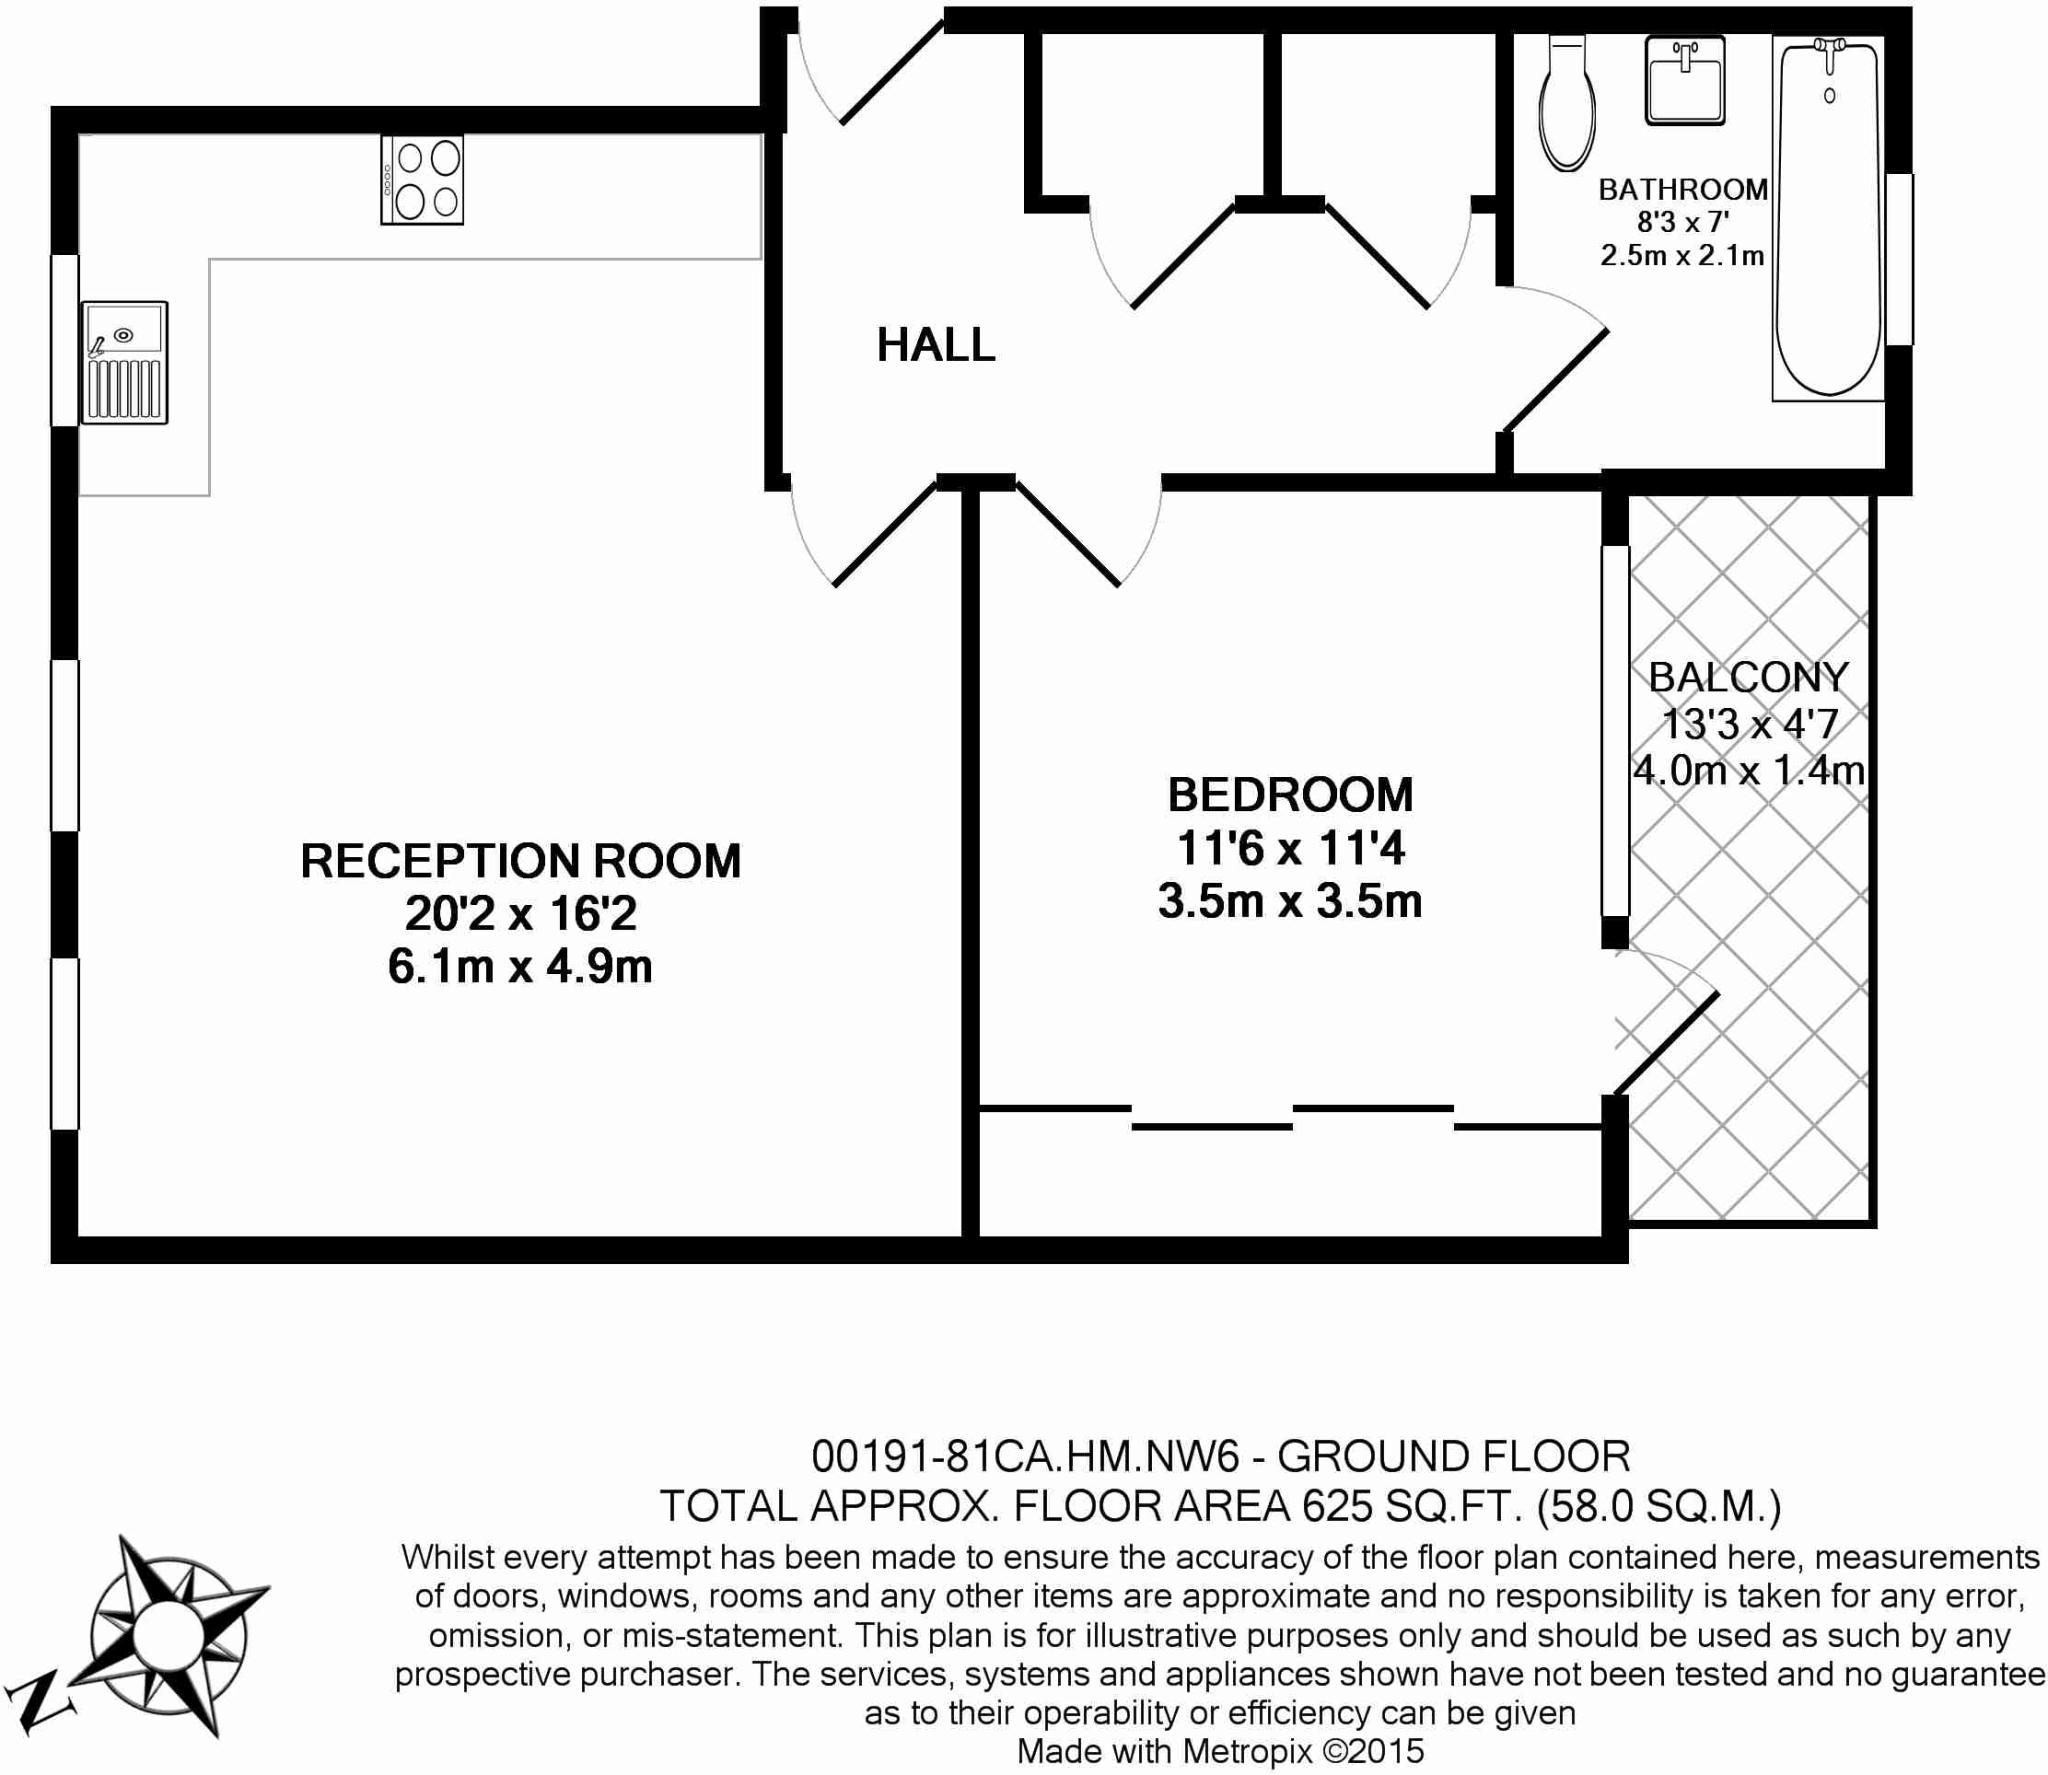 BATHROOM
8'3 x 7'
2.5m x 2.1m
HALL
BALCONY
13'3 x 4'7
4.0m x 1.4m
BEDROOM
11'6 x 11'4
3.5m x 3.5m
RECEPTION ROOM
20'2 x 16'2
6.1m x 4.9m
00191-81CA.HM.NW6 - GROUND FLOOR
TOTAL APPROX. FLOOR AREA 625 SQ.FT. (58.0 SQ.M.)
Whilst every attempt has been made to ensure the accuracy of the floor plan contained here, measurements
of doors, windows, rooms and any other items are approximate and no responsibility is taken for any error,
omission, or mis-statement. This plan is for illustrative purposes only and should be used as such by any
prospective purchaser. The services, systems and appliances shown have not been tested and no guarantee
as to their operability or efficiency can be given
Made with Metropix ©2015
N